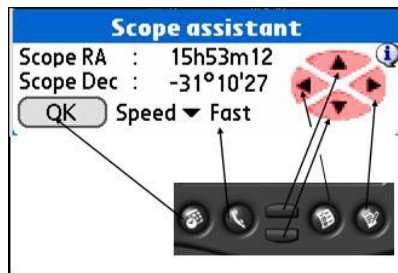 Scope assistant
Scope RA : 15h53m12
Scope Dec : -31°10'27
OK Speed Fast